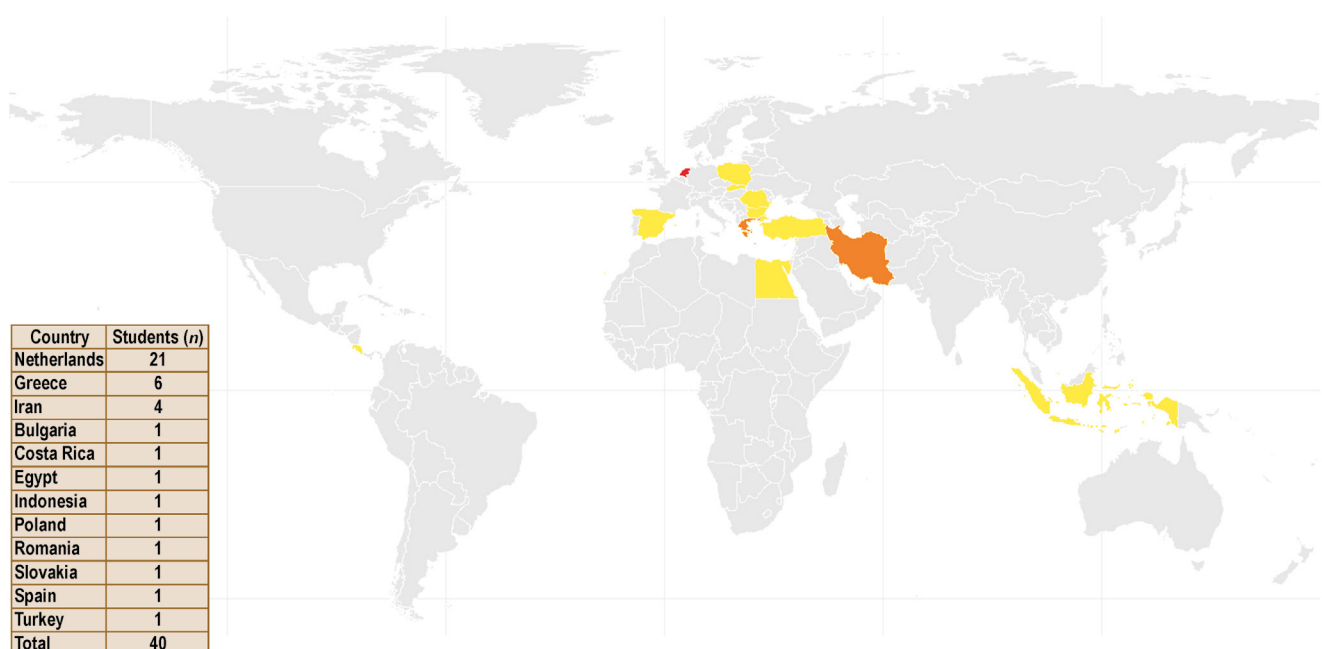 Country Students (n)
Netherlands 21
Greece 6
Iran 4
Bulgaria 1
Costa Rica 1
Egypt 1
Indonesia 1
Poland 1
Romania 1
Slovakia 1
Spain 1
Turkey 1
Total 40